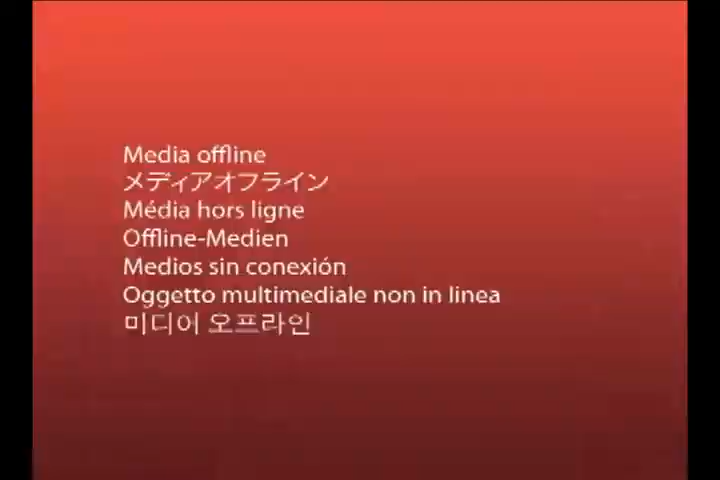 Media offline
メディアオフライン
Média hors ligne
Offline-Medien
Medios sin conexión
Oggetto multimediale non in linea
미디어 오프라인